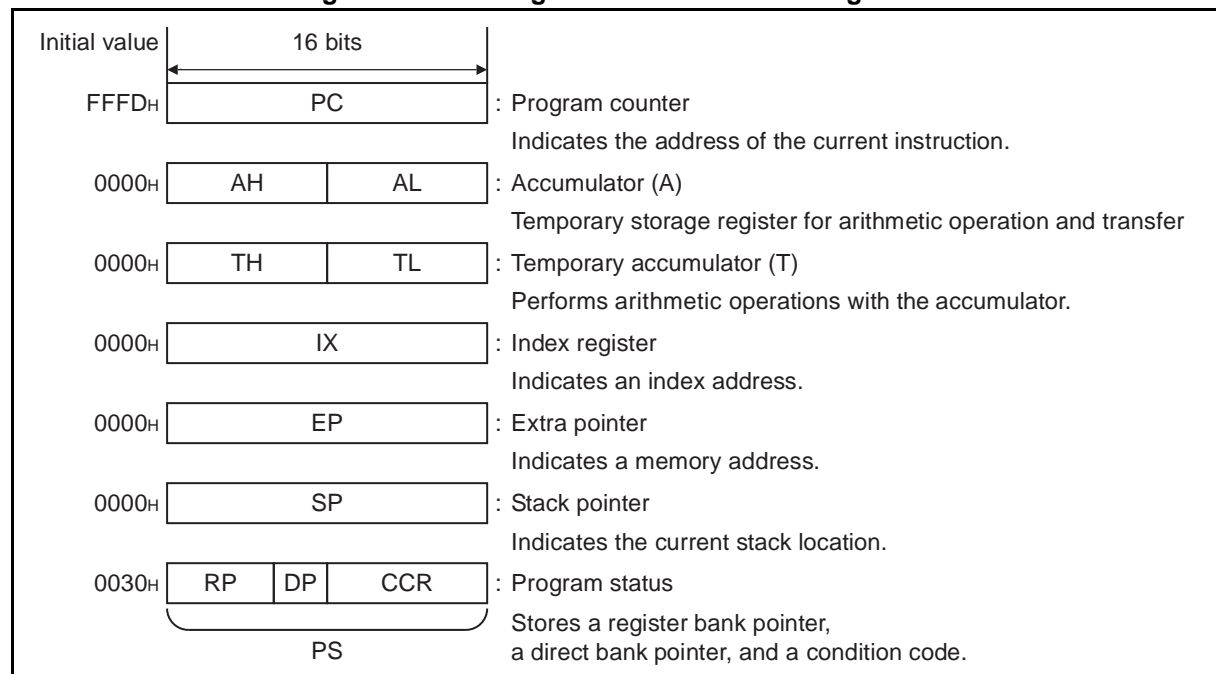 Initial value 16 bits
FFFDH PC : Program counter
Indicates the address of the current instruction.
0000H AH AL : Accumulator (A)
Temporary storage register for arithmetic operation and transfer
0000H TH TL : Temporary accumulator (T)
Performs arithmetic operations with the accumulator.
0000H IX : Index register
Indicates an index address.
0000H EP : Extra pointer
Indicates a memory address.
0000H SP : Stack pointer
Indicates the current stack location.
0030H RP DP CCR : Program status
Stores a register bank pointer,
PS a direct bank pointer, and a condition code.